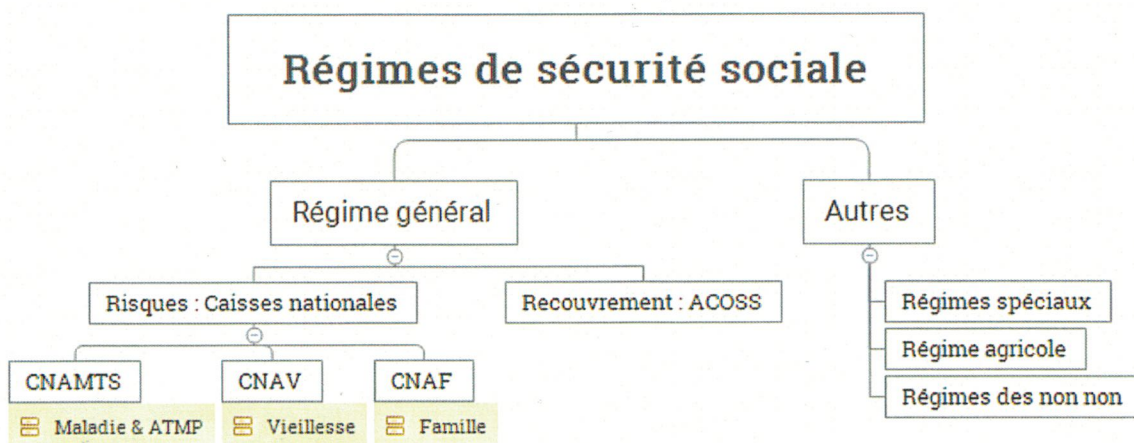 Régimes de sécurité sociale
Régime général
Autres
Risques : Caisses nationales
Recouvrement : ACOSS
CNAMTS
CNAV
CNAF
Maladie & ATMP
Vieillesse
Famille
Régimes spéciaux
Régime agricole
Régimes des non non